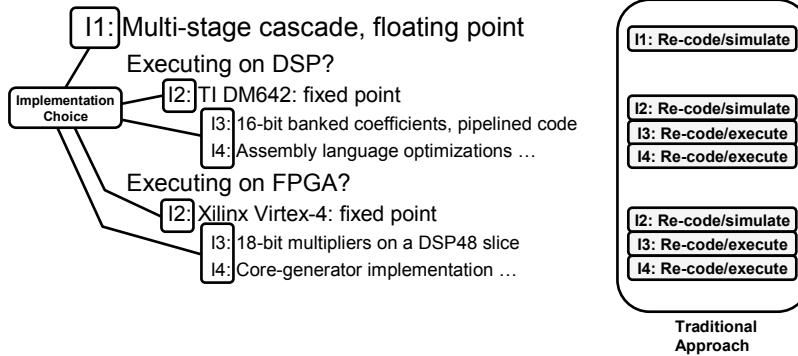 I1: Multi-stage cascade, floating point
Executing on DSP?
Implementation
Choice
I2: TI DM642: fixed point
I3: 16-bit banked coefficients, pipelined code
I4: Assembly language optimizations …
Executing on FPGA?
I2: Xilinx Virtex-4: fixed point
I3: 18-bit multipliers on a DSP48 slice
I4: Core-generator implementation …
I1: Re-code/simulate
I2: Re-code/simulate
I3: Re-code/execute
I4: Re-code/execute
I2: Re-code/simulate
I3: Re-code/execute
I4: Re-code/execute
Traditional
Approach